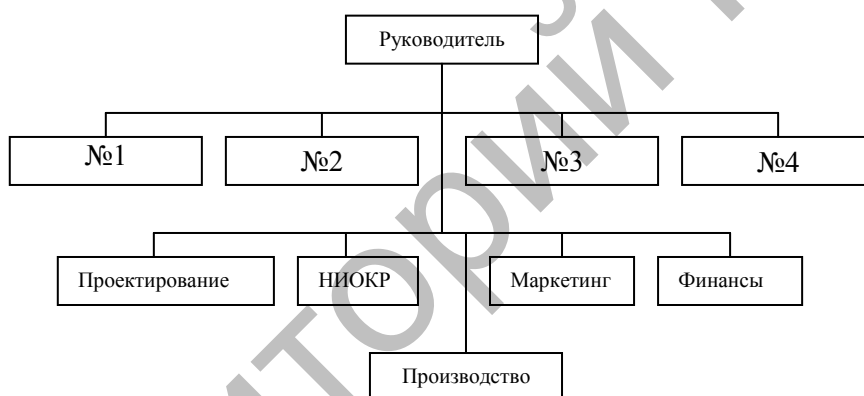 Руководитель
№1
№2
№3
№4
Проектирование
НИОКР
Маркетинг
Финансы
Производство